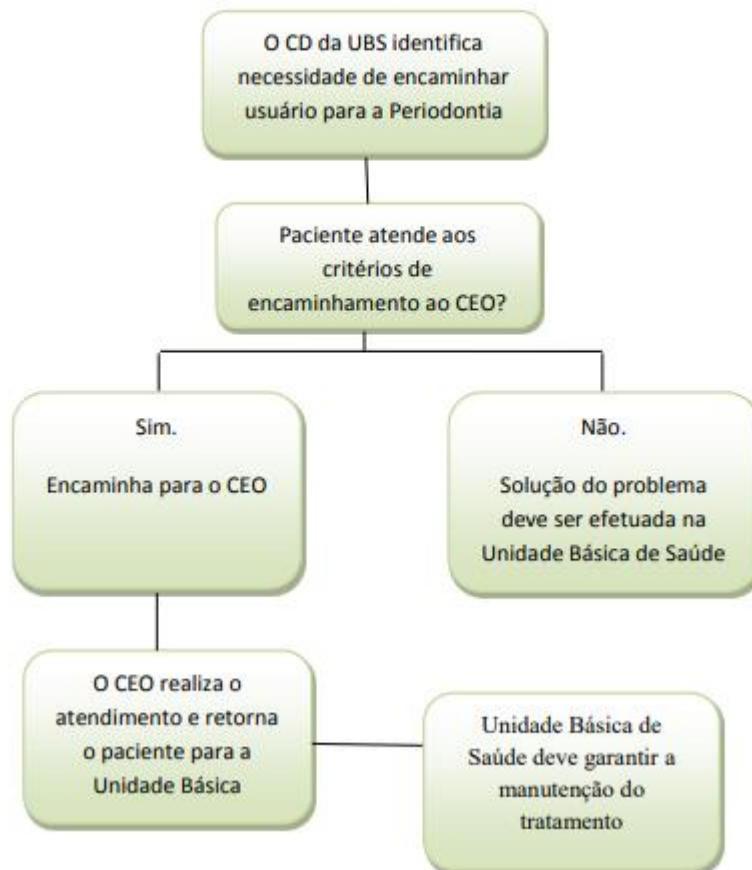 O CD da UBS identifica
necessidade de encaminhar
usuário para a Periodontia
Paciente atende aos
critérios de
encaminhamento ao CEO?
Sim.
Encaminha para o CEO
Não.
Solução do problema
deve ser efetuada na
Unidade Básica de Saúde
O CEO realiza o
atendimento e retorna
o paciente para a
Unidade Básica
Unidade Básica de
Saúde deve garantir a
manutenção do
tratamento